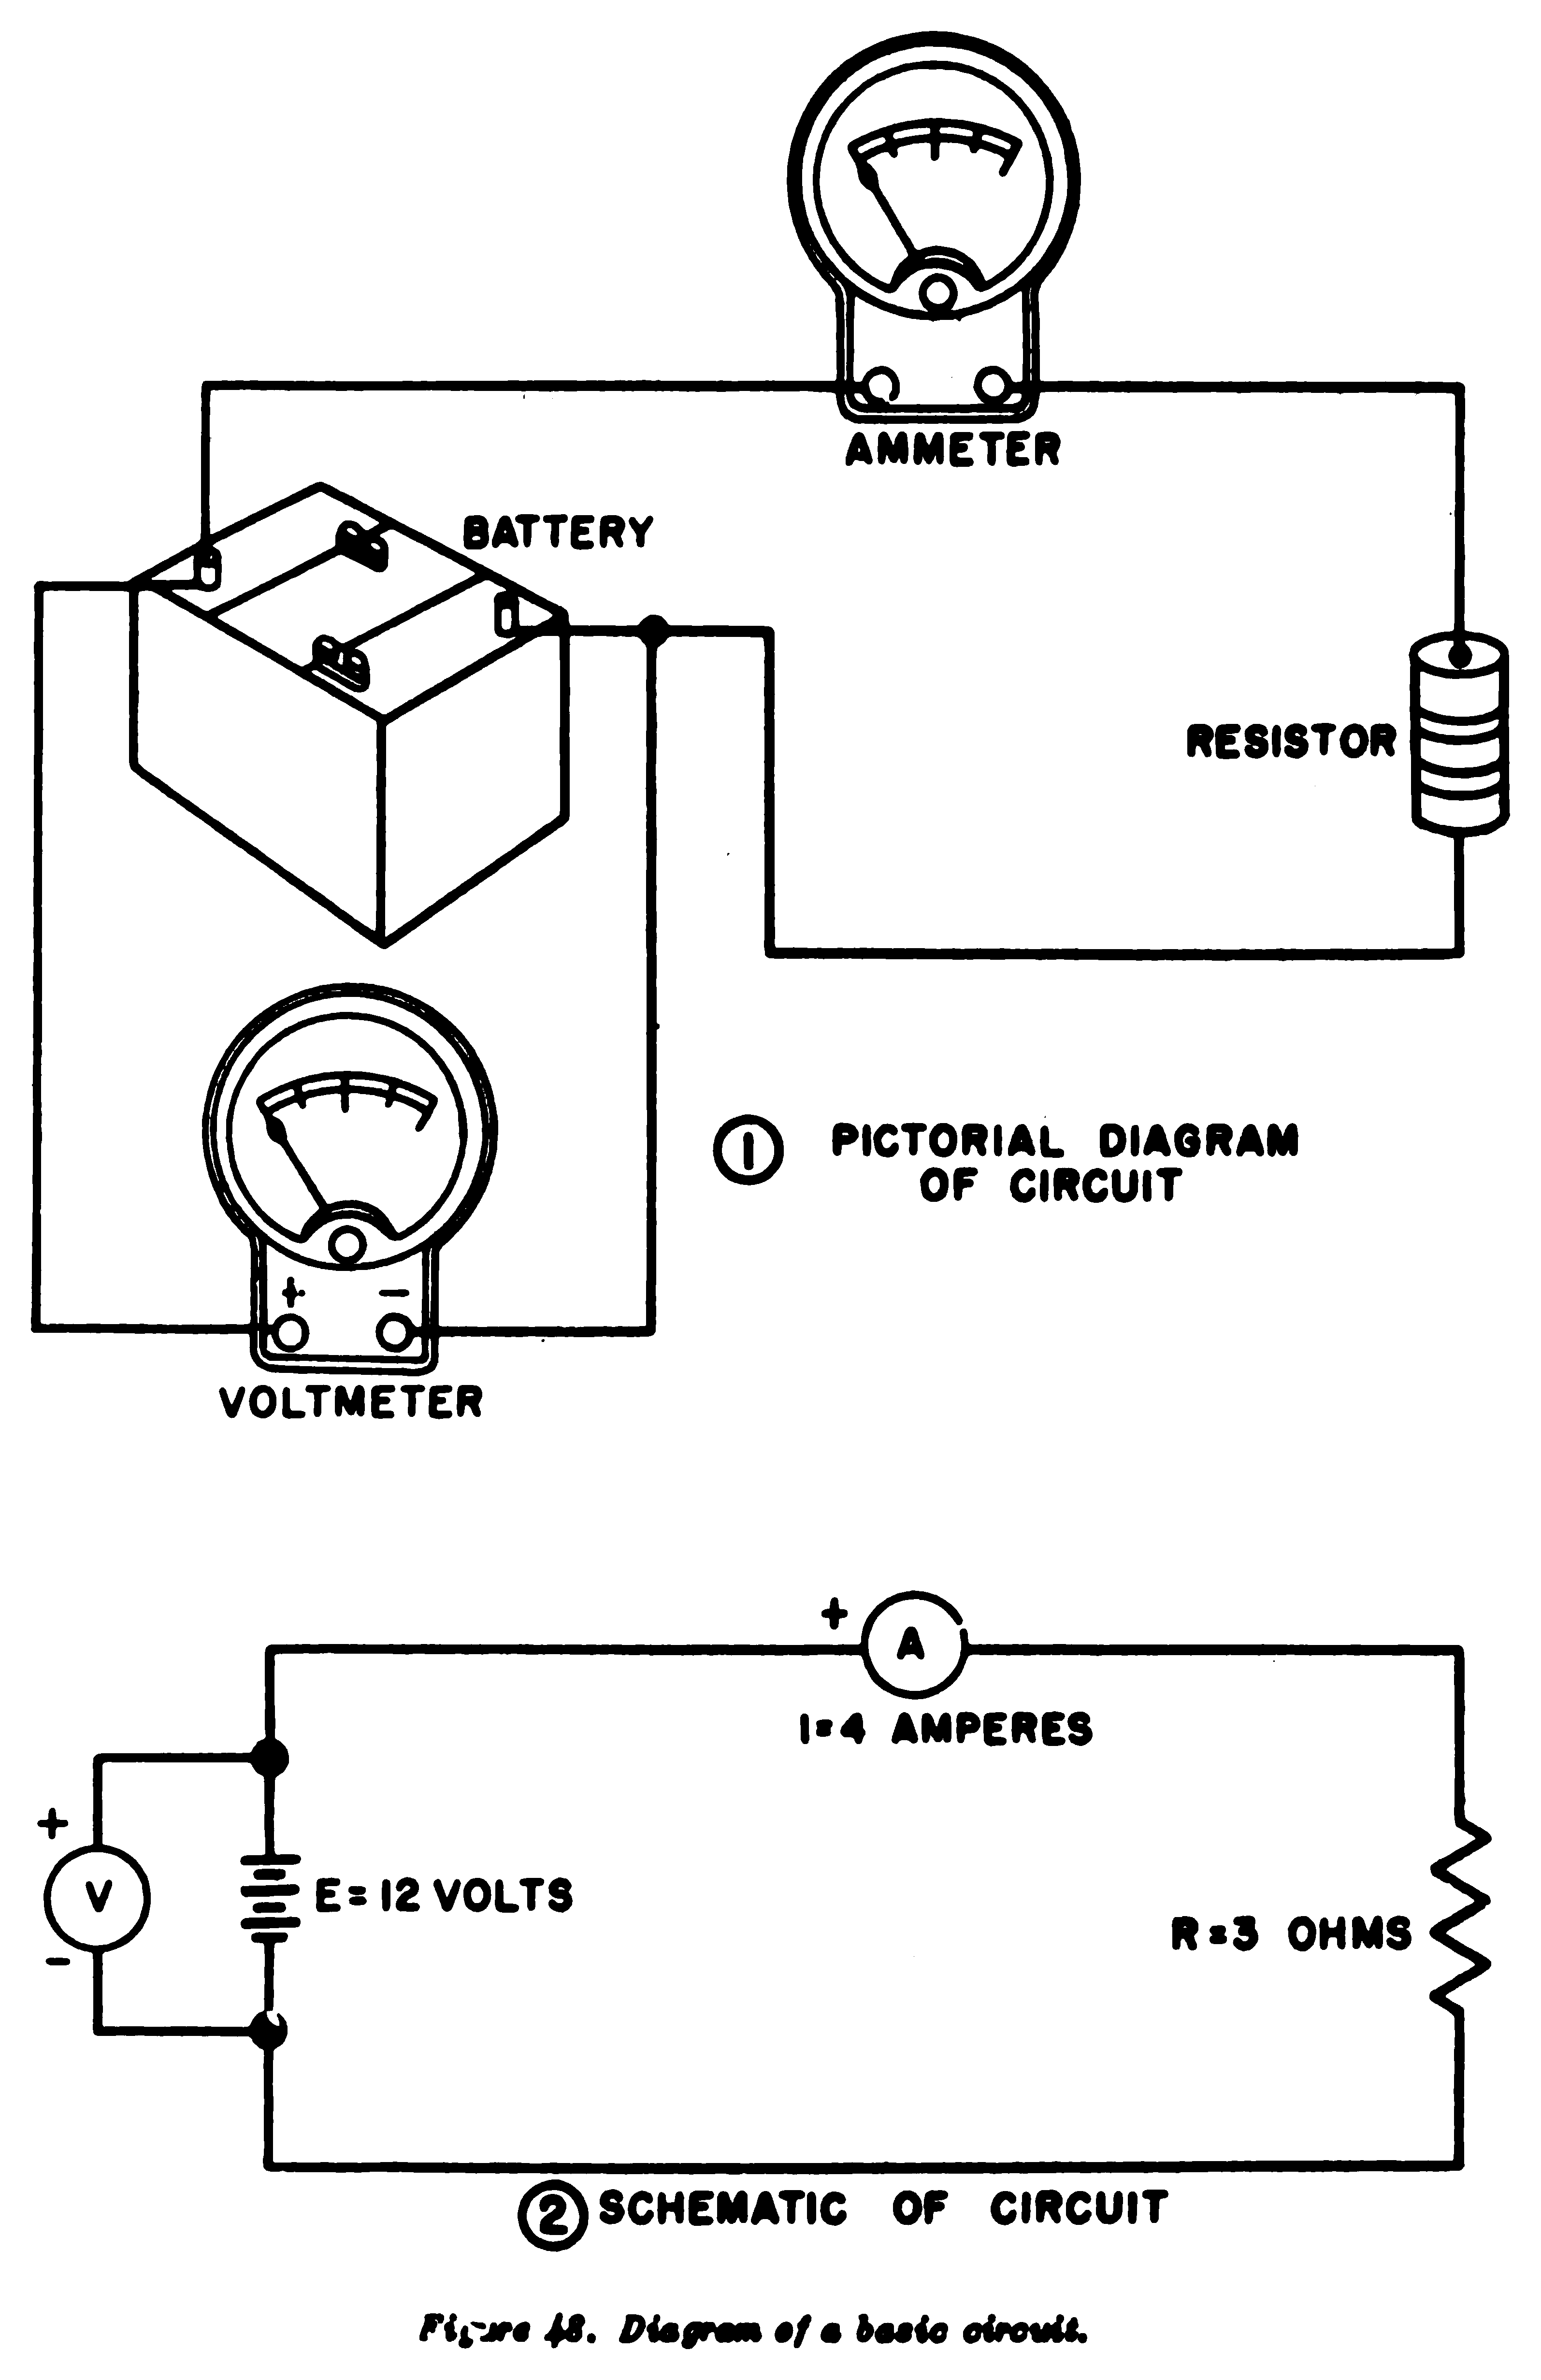 AMMETER
BATTERY
RESISTOR
① PICTORIAL DIAGRAM
OF CIRCUIT
+ −
VOLTMETER
+ A
I=4 AMPERES
+
V
E=12 VOLTS
R=3 OHMS
−
② SCHEMATIC OF CIRCUIT
Figure 48. Diagram of a basic circuit.